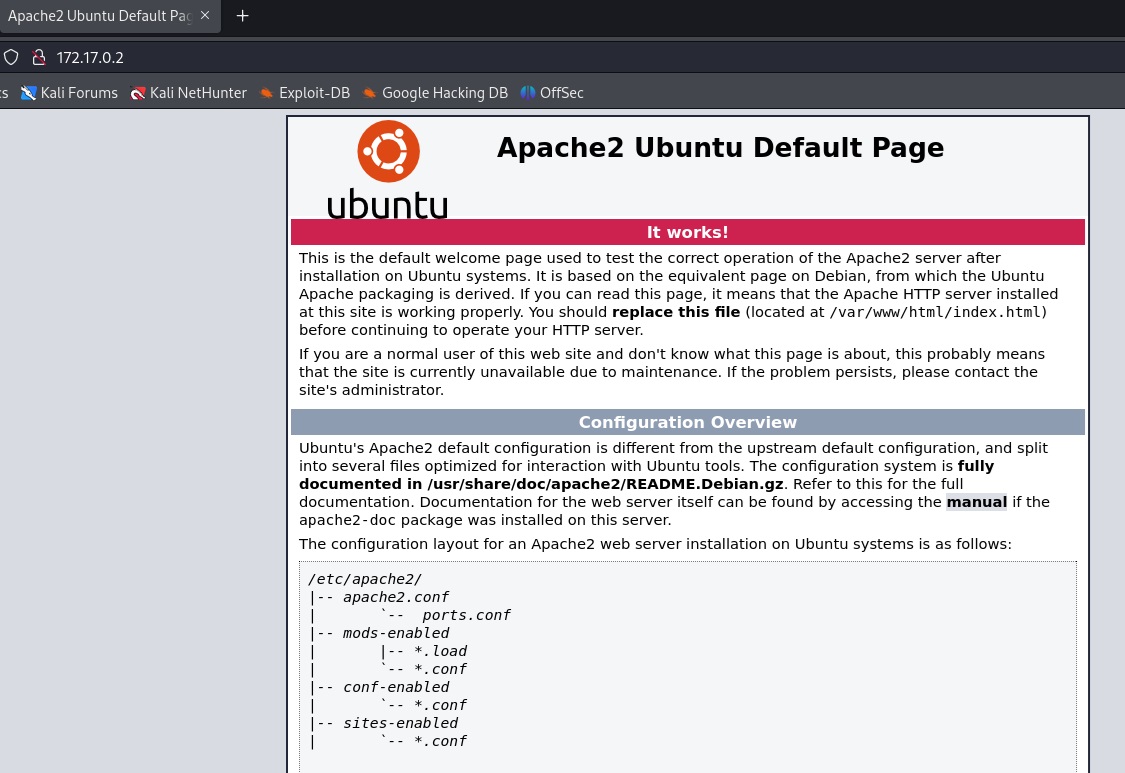 Apache2 Ubuntu Default Pag
172.17.0.2
ts Kali Forums Kali NetHunter Exploit-DB Google Hacking DB OffSec
ubuntu
Apache2 Ubuntu Default Page
It works!
This is the default welcome page used to test the correct operation of the Apache2 server after
installation on Ubuntu systems. It is based on the equivalent page on Debian, from which the Ubuntu
Apache packaging is derived. If you can read this page, it means that the Apache HTTP server installed
at this site is working properly. You should replace this file (located at /var/www/html/index.html)
before continuing to operate your HTTP server.
If you are a normal user of this web site and don't know what this page is about, this probably means
that the site is currently unavailable due to maintenance. If the problem persists, please contact the
site's administrator.
Configuration Overview
Ubuntu's Apache2 default configuration is different from the upstream default configuration, and split
into several files optimized for interaction with Ubuntu tools. The configuration system is fully
documented in /usr/share/doc/apache2/README.Debian.gz. Refer to this for the full
documentation. Documentation for the web server itself can be found by accessing the manual if the
apache2-doc package was installed on this server.
The configuration layout for an Apache2 web server installation on Ubuntu systems is as follows:
/etc/apache2/
|-- apache2.conf
|       `--  ports.conf
|-- mods-enabled
|       |-- *.load
|       `-- *.conf
|-- conf-enabled
|       `-- *.conf
|-- sites-enabled
|       `-- *.conf